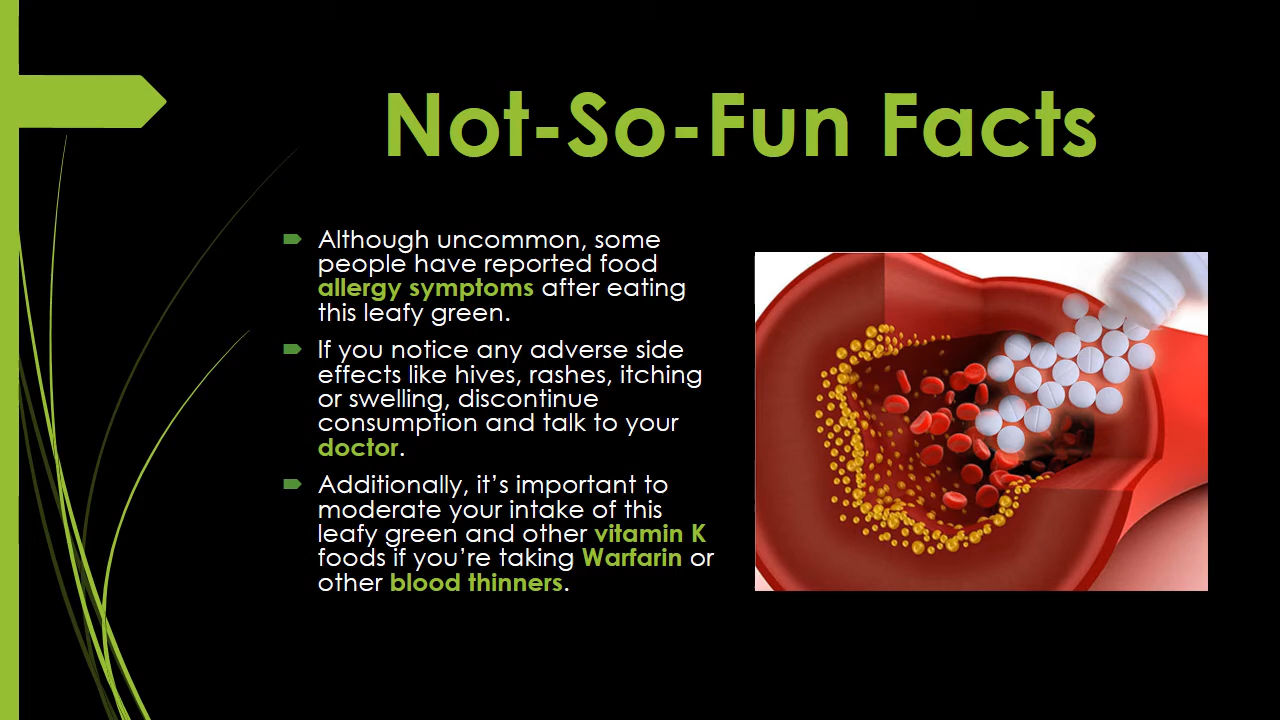 Not-So-Fun Facts
Although uncommon, some
people have reported food
allergy symptoms after eating
this leafy green.
If you notice any adverse side
effects like hives, rashes, itching
or swelling, discontinue
consumption and talk to your
doctor.
Additionally, it’s important to
moderate your intake of this
leafy green and other vitamin K
foods if you’re taking Warfarin or
other blood thinners.